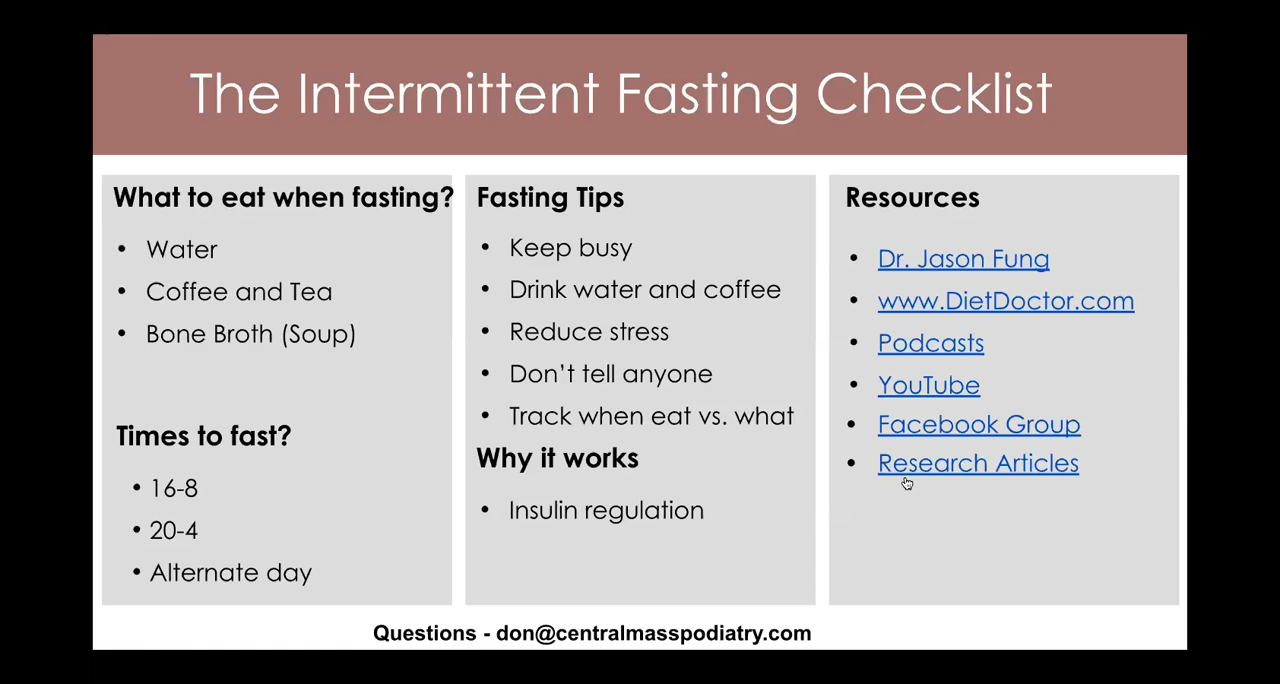 The Intermittent Fasting Checklist
What to eat when fasting?
• Water
• Coffee and Tea
• Bone Broth (Soup)
Times to fast?
• 16-8
• 20-4
• Alternate day
Fasting Tips
• Keep busy
• Drink water and coffee
• Reduce stress
• Don’t tell anyone
• Track when eat vs. what
Why it works
• Insulin regulation
Resources
• Dr. Jason Fung
• www.DietDoctor.com
• Podcasts
• YouTube
• Facebook Group
• Research Articles
Questions - don@centralmasspodiatry.com